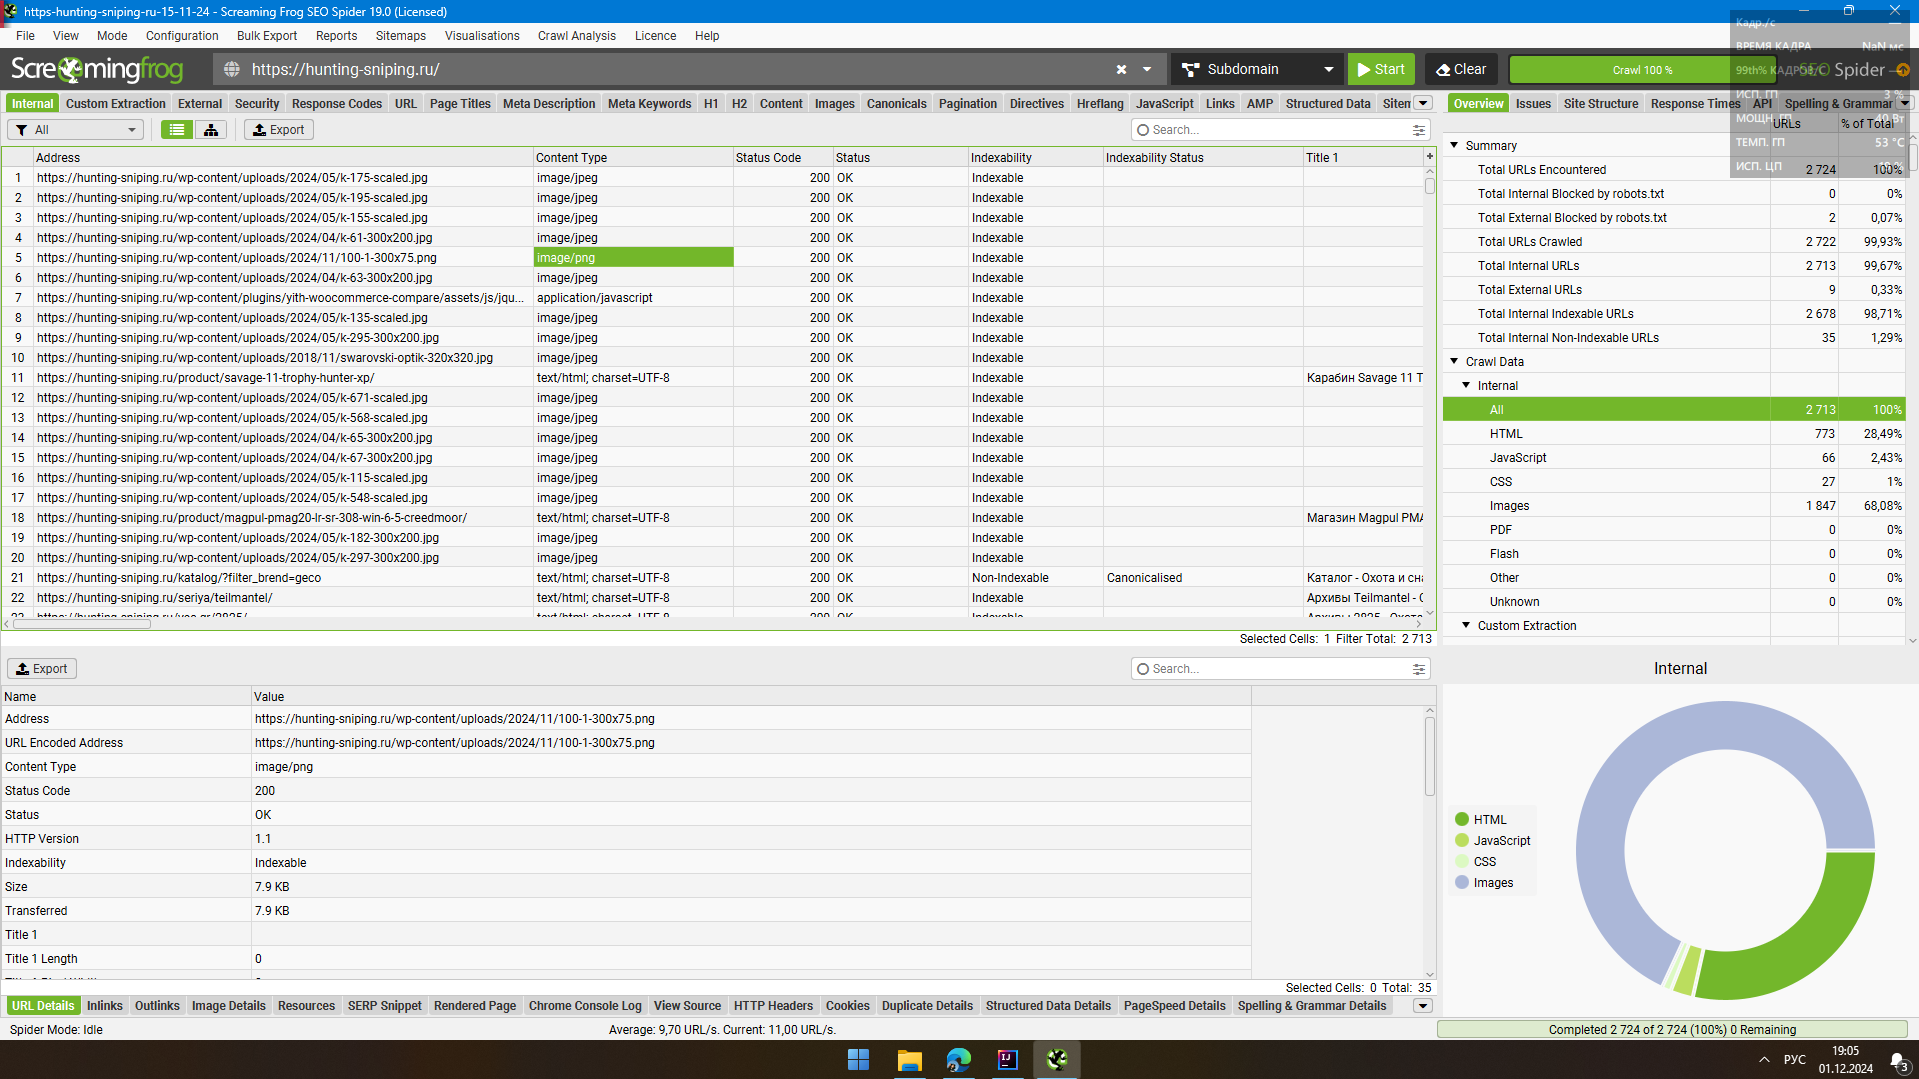 https-hunting-sniping-ru-15-11-24 - Screaming Frog SEO Spider 19.0 (Licensed)
File View Mode Configuration Bulk Export Reports Sitemaps Visualisations Crawl Analysis Licence Help
Кадр./с
ВРЕМЯ КАДРА NaN мс
Screamingfrog https://hunting-sniping.ru/ Subdomain Start Clear Crawl 100 % SEO Spider
99th% КАДРОВ/С
ИСП. ГП 3 %
Internal Custom Extraction External Security Response Codes URL Page Titles Meta Description Meta Keywords H1 H2 Content Images Canonicals Pagination Directives Hreflang JavaScript Links AMP Structured Data Sitem
Overview Issues Site Structure Response Times API Spelling & Grammar
МОЩН. ГП 40 Вт
ТЕМП. ГП 53 °C
ИСП. ЦП
All Export Search...
Address Content Type Status Code Status Indexability Indexability Status Title 1
1 https://hunting-sniping.ru/wp-content/uploads/2024/05/k-175-scaled.jpg image/jpeg 200 OK Indexable
2 https://hunting-sniping.ru/wp-content/uploads/2024/05/k-195-scaled.jpg image/jpeg 200 OK Indexable
3 https://hunting-sniping.ru/wp-content/uploads/2024/05/k-155-scaled.jpg image/jpeg 200 OK Indexable
4 https://hunting-sniping.ru/wp-content/uploads/2024/04/k-61-300x200.jpg image/jpeg 200 OK Indexable
5 https://hunting-sniping.ru/wp-content/uploads/2024/11/100-1-300x75.png image/png 200 OK Indexable
6 https://hunting-sniping.ru/wp-content/uploads/2024/04/k-63-300x200.jpg image/jpeg 200 OK Indexable
7 https://hunting-sniping.ru/wp-content/plugins/yith-woocommerce-compare/assets/js/jqu... application/javascript 200 OK Indexable
8 https://hunting-sniping.ru/wp-content/uploads/2024/05/k-135-scaled.jpg image/jpeg 200 OK Indexable
9 https://hunting-sniping.ru/wp-content/uploads/2024/05/k-295-300x200.jpg image/jpeg 200 OK Indexable
10 https://hunting-sniping.ru/wp-content/uploads/2018/11/swarovski-optik-320x320.jpg image/jpeg 200 OK Indexable
11 https://hunting-sniping.ru/product/savage-11-trophy-hunter-xp/ text/html; charset=UTF-8 200 OK Indexable Карабин Savage 11 T
12 https://hunting-sniping.ru/wp-content/uploads/2024/05/k-671-scaled.jpg image/jpeg 200 OK Indexable
13 https://hunting-sniping.ru/wp-content/uploads/2024/05/k-568-scaled.jpg image/jpeg 200 OK Indexable
14 https://hunting-sniping.ru/wp-content/uploads/2024/04/k-65-300x200.jpg image/jpeg 200 OK Indexable
15 https://hunting-sniping.ru/wp-content/uploads/2024/04/k-67-300x200.jpg image/jpeg 200 OK Indexable
16 https://hunting-sniping.ru/wp-content/uploads/2024/05/k-115-scaled.jpg image/jpeg 200 OK Indexable
17 https://hunting-sniping.ru/wp-content/uploads/2024/05/k-548-scaled.jpg image/jpeg 200 OK Indexable
18 https://hunting-sniping.ru/product/magpul-pmag20-lr-sr-308-win-6-5-creedmoor/ text/html; charset=UTF-8 200 OK Indexable Магазин Magpul PMA
19 https://hunting-sniping.ru/wp-content/uploads/2024/05/k-182-300x200.jpg image/jpeg 200 OK Indexable
20 https://hunting-sniping.ru/wp-content/uploads/2024/05/k-297-300x200.jpg image/jpeg 200 OK Indexable
21 https://hunting-sniping.ru/katalog/?filter_brend=geco text/html; charset=UTF-8 200 OK Non-Indexable Canonicalised Каталог - Охота и сна
22 https://hunting-sniping.ru/seriya/teilmantel/ text/html; charset=UTF-8 200 OK Indexable Архивы Teilmantel - О
Selected Cells: 1 Filter Total: 2 713
URLs % of Total
Summary
Total URLs Encountered 2 724 100%
Total Internal Blocked by robots.txt 0 0%
Total External Blocked by robots.txt 2 0,07%
Total URLs Crawled 2 722 99,93%
Total Internal URLs 2 713 99,67%
Total External URLs 9 0,33%
Total Internal Indexable URLs 2 678 98,71%
Total Internal Non-Indexable URLs 35 1,29%
Crawl Data
Internal
All 2 713 100%
HTML 773 28,49%
JavaScript 66 2,43%
CSS 27 1%
Images 1 847 68,08%
PDF 0 0%
Flash 0 0%
Other 0 0%
Unknown 0 0%
Custom Extraction
Export Search...
Name Value
Address https://hunting-sniping.ru/wp-content/uploads/2024/11/100-1-300x75.png
URL Encoded Address https://hunting-sniping.ru/wp-content/uploads/2024/11/100-1-300x75.png
Content Type image/png
Status Code 200
Status OK
HTTP Version 1.1
Indexability Indexable
Size 7.9 KB
Transferred 7.9 KB
Title 1
Title 1 Length 0
Selected Cells: 0 Total: 35
Internal
HTML
JavaScript
CSS
Images
URL Details Inlinks Outlinks Image Details Resources SERP Snippet Rendered Page Chrome Console Log View Source HTTP Headers Cookies Duplicate Details Structured Data Details PageSpeed Details Spelling & Grammar Details
Spider Mode: Idle Average: 9,70 URL/s. Current: 11,00 URL/s. Completed 2 724 of 2 724 (100%) 0 Remaining
IJ
РУС
19:05
01.12.2024
3